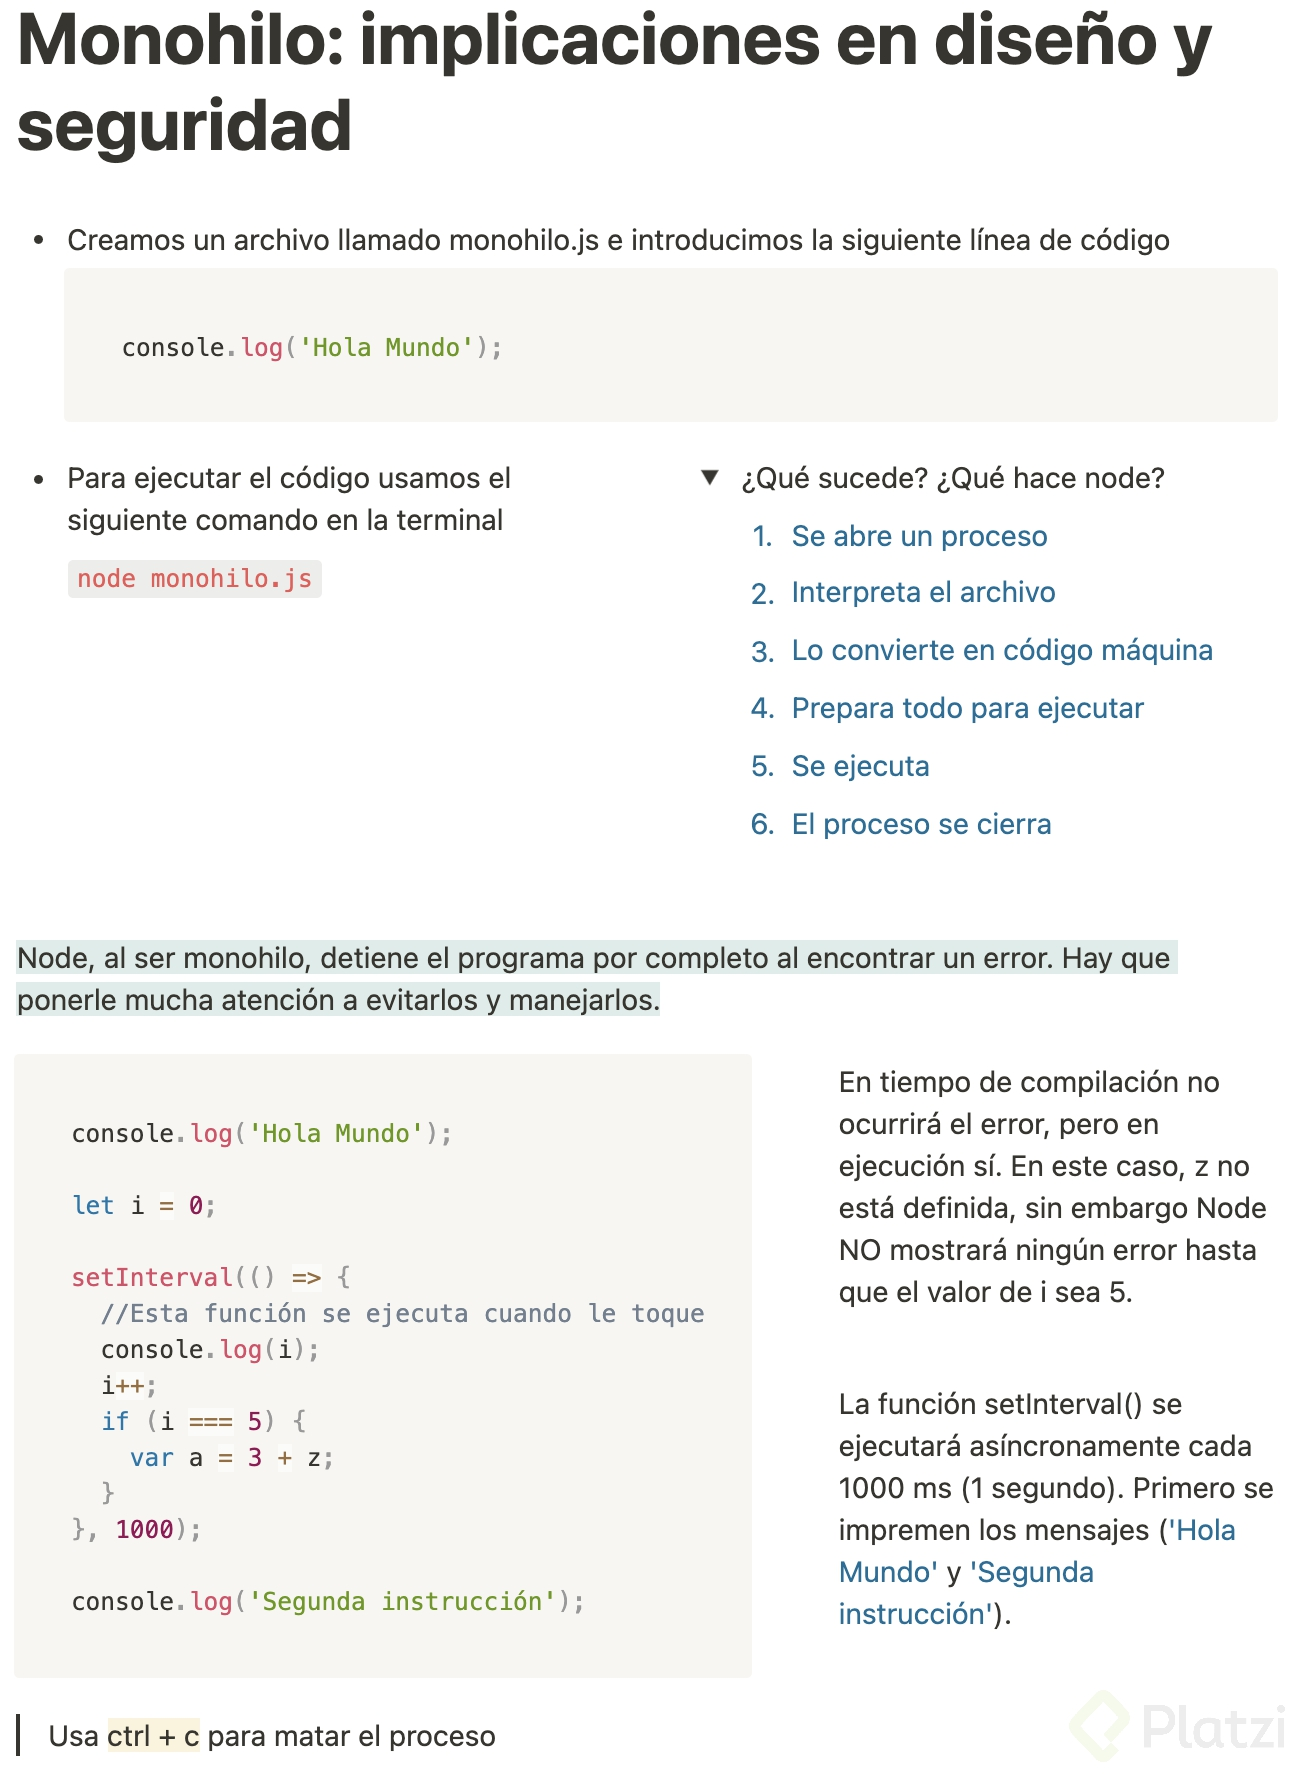 Monohilo: implicaciones en diseño y
seguridad
• Creamos un archivo llamado monohilo.js e introducimos la siguiente línea de código
console.log('Hola Mundo');
• Para ejecutar el código usamos el
siguiente comando en la terminal
node monohilo.js
▼ ¿Qué sucede? ¿Qué hace node?
1. Se abre un proceso
2. Interpreta el archivo
3. Lo convierte en código máquina
4. Prepara todo para ejecutar
5. Se ejecuta
6. El proceso se cierra
Node, al ser monohilo, detiene el programa por completo al encontrar un error. Hay que
ponerle mucha atención a evitarlos y manejarlos.
console.log('Hola Mundo');
let i = 0;
setInterval(() => {
  //Esta función se ejecuta cuando le toque
  console.log(i);
  i++;
  if (i === 5) {
    var a = 3 + z;
  }
}, 1000);
console.log('Segunda instrucción');
En tiempo de compilación no
ocurrirá el error, pero en
ejecución sí. En este caso, z no
está definida, sin embargo Node
NO mostrará ningún error hasta
que el valor de i sea 5.
La función setInterval() se
ejecutará asíncronamente cada
1000 ms (1 segundo). Primero se
impremen los mensajes ('Hola
Mundo' y 'Segunda
instrucción').
Usa ctrl + c para matar el proceso
Platzi